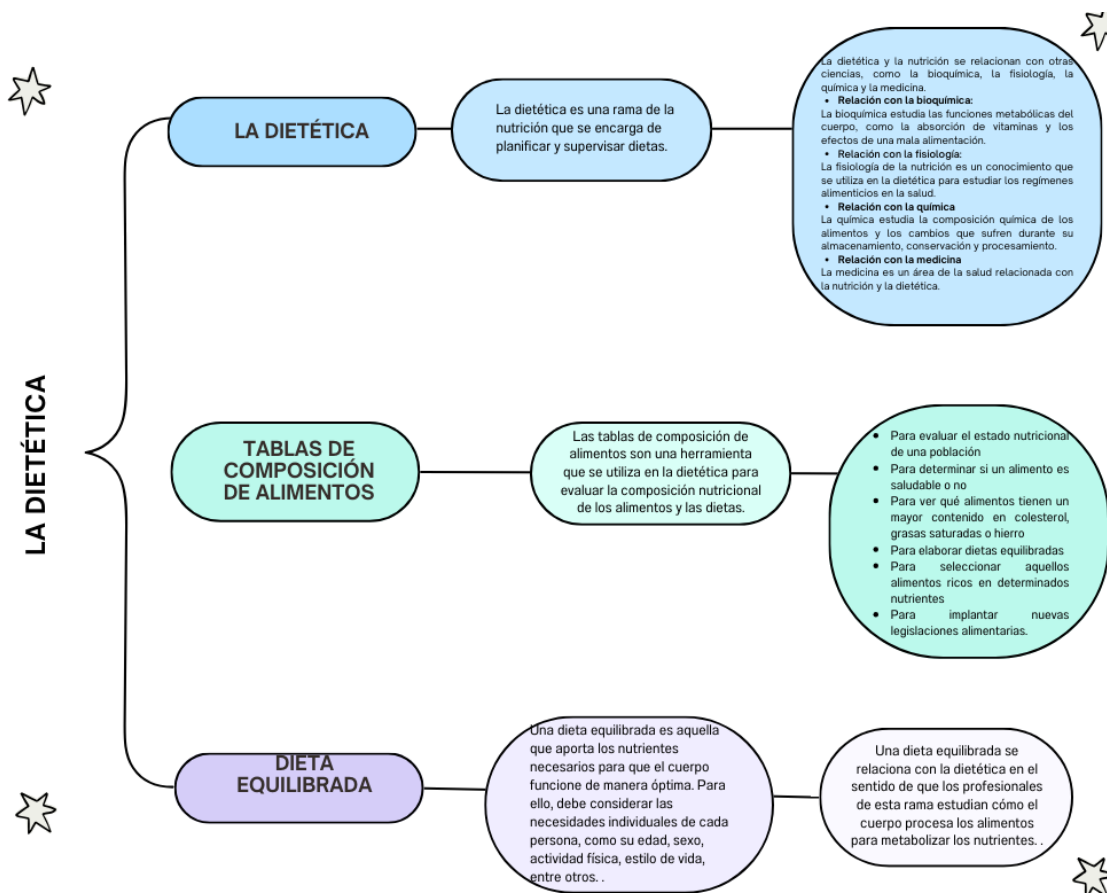 LA DIETÉTICA
LA DIETÉTICA
La dietética es una rama de la
nutrición que se encarga de
planificar y supervisar dietas.
La dietética y la nutrición se relacionan con otras
ciencias, como la bioquímica, la fisiología, la
química y la medicina.
• Relación con la bioquímica:
La bioquímica estudia las funciones metabólicas del
cuerpo, como la absorción de vitaminas y los
efectos de una mala alimentación.
• Relación con la fisiología:
La fisiología de la nutrición es un conocimiento que
se utiliza en la dietética para estudiar los regímenes
alimenticios en la salud.
• Relación con la química
La química estudia la composición química de los
alimentos y los cambios que sufren durante su
almacenamiento, conservación y procesamiento.
• Relación con la medicina
La medicina es un área de la salud relacionada con
la nutrición y la dietética.
TABLAS DE
COMPOSICIÓN
DE ALIMENTOS
Las tablas de composición de
alimentos son una herramienta
que se utiliza en la dietética para
evaluar la composición nutricional
de los alimentos y las dietas.
• Para evaluar el estado nutricional
de una población
• Para determinar si un alimento es
saludable o no
• Para ver qué alimentos tienen un
mayor contenido en colesterol,
grasas saturadas o hierro
• Para elaborar dietas equilibradas
• Para seleccionar aquellos
alimentos ricos en determinados
nutrientes
• Para implantar nuevas
legislaciones alimentarias.
DIETA
EQUILIBRADA
Una dieta equilibrada es aquella
que aporta los nutrientes
necesarios para que el cuerpo
funcione de manera óptima. Para
ello, debe considerar las
necesidades individuales de cada
persona, como su edad, sexo,
actividad física, estilo de vida,
entre otros. .
Una dieta equilibrada se
relaciona con la dietética en el
sentido de que los profesionales
de esta rama estudian cómo el
cuerpo procesa los alimentos
para metabolizar los nutrientes. .